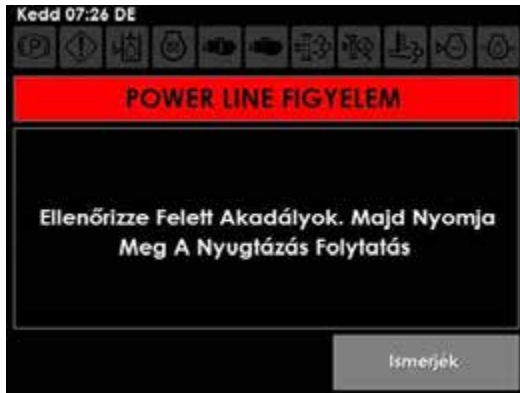 Kedd 07:26 DE
POWER LINE FIGYELEM
Ellenőrizze Felett Akadályok. Majd Nyomja
Meg A Nyugtázás Folytatás
Ismerjék